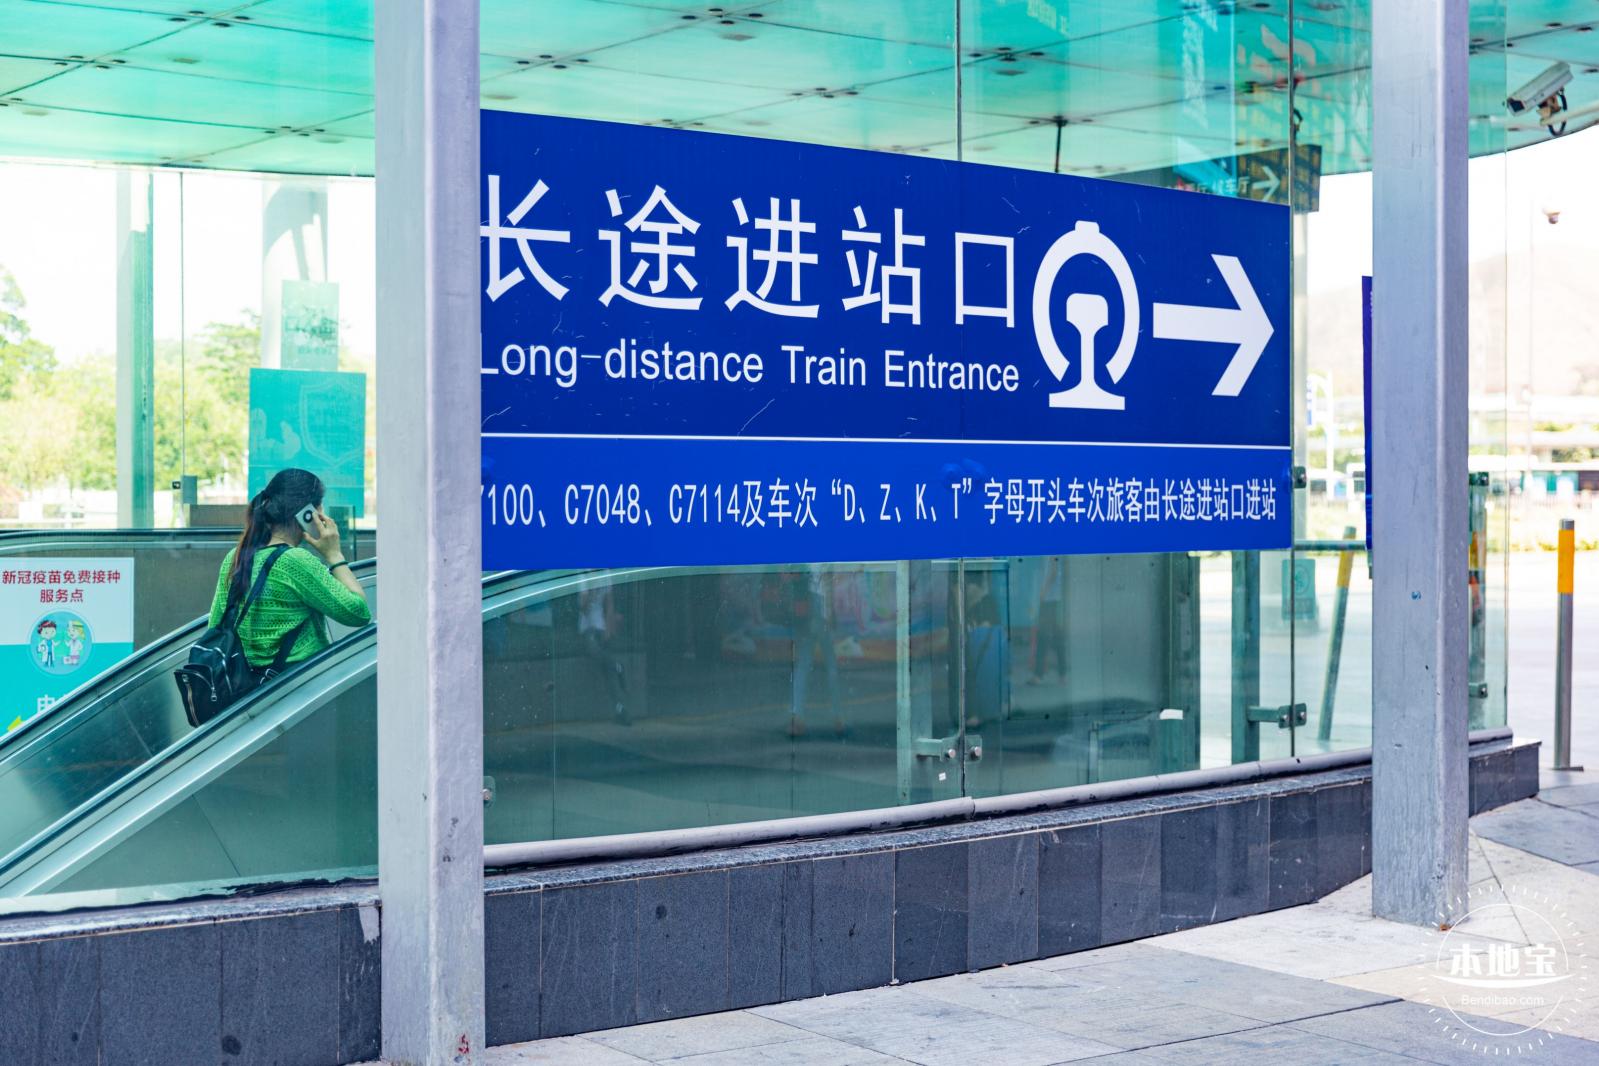 长途进站口
Long-distance Train Entrance
100、C7048、C7114及车次“D、Z、K、T”字母开头车次旅客由长途进站口进站
新冠疫苗免费接种
服务点
本地宝
Bendibao.com